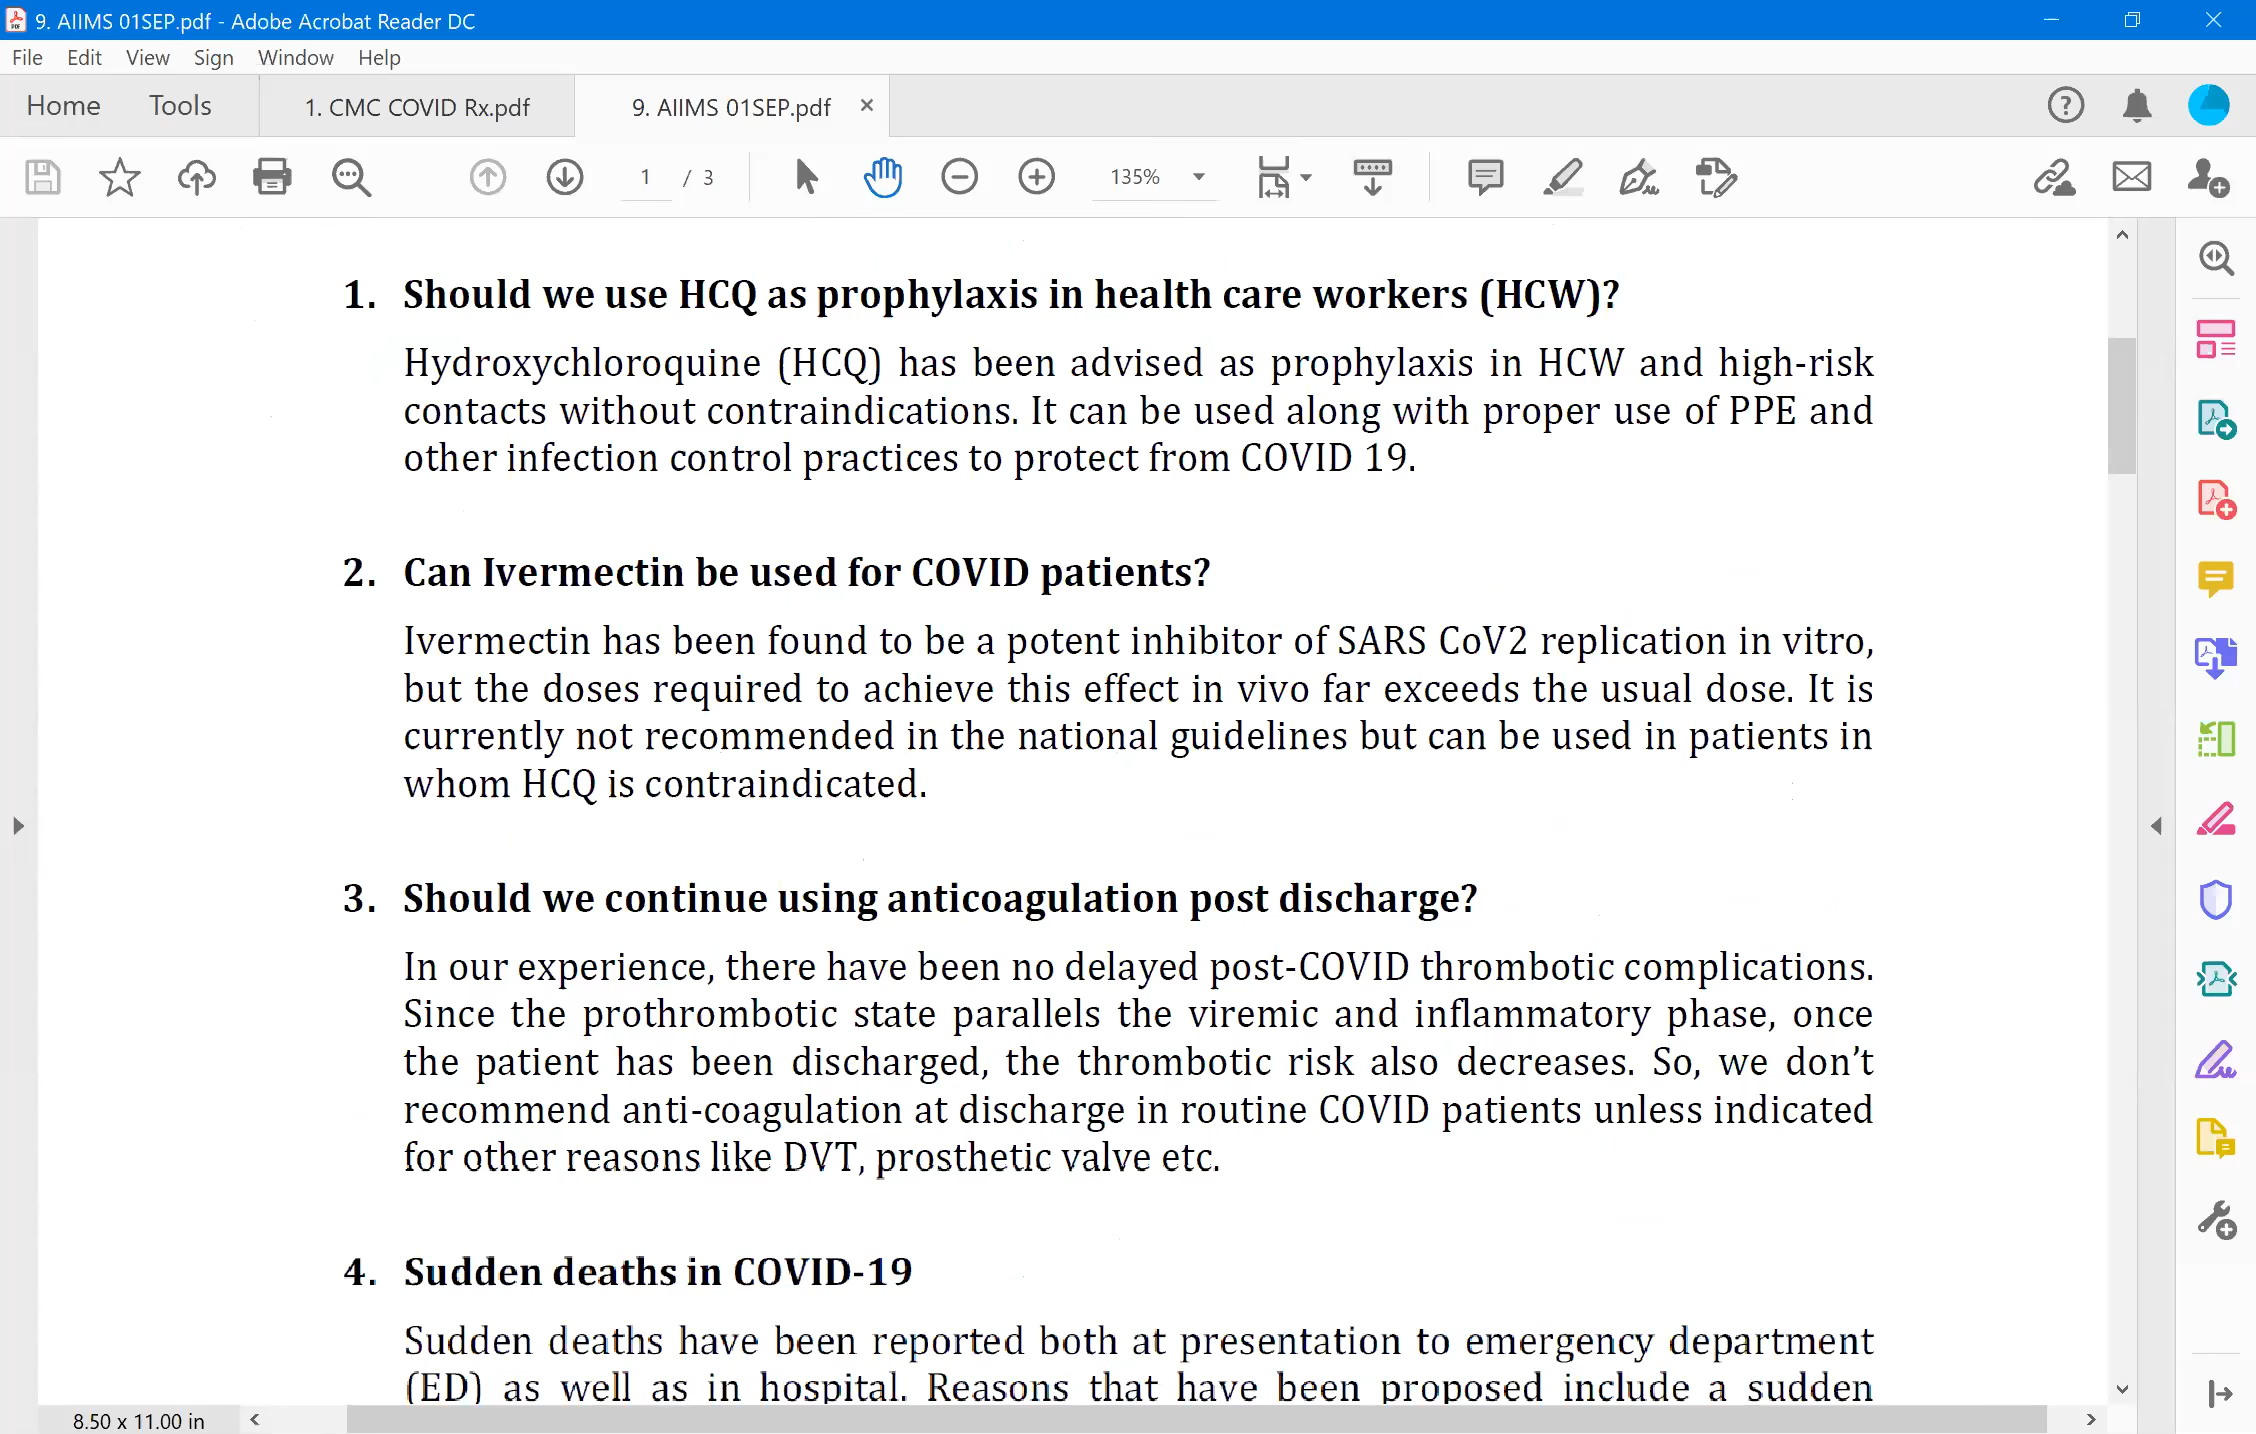 9. AIIMS 01SEP.pdf - Adobe Acrobat Reader DC
File Edit View Sign Window Help
Home Tools 1. CMC COVID Rx.pdf 9. AIIMS 01SEP.pdf ×
1 / 3 135%
1. Should we use HCQ as prophylaxis in health care workers (HCW)?
Hydroxychloroquine (HCQ) has been advised as prophylaxis in HCW and high-risk
contacts without contraindications. It can be used along with proper use of PPE and
other infection control practices to protect from COVID 19.
2. Can Ivermectin be used for COVID patients?
Ivermectin has been found to be a potent inhibitor of SARS CoV2 replication in vitro,
but the doses required to achieve this effect in vivo far exceeds the usual dose. It is
currently not recommended in the national guidelines but can be used in patients in
whom HCQ is contraindicated.
3. Should we continue using anticoagulation post discharge?
In our experience, there have been no delayed post-COVID thrombotic complications.
Since the prothrombotic state parallels the viremic and inflammatory phase, once
the patient has been discharged, the thrombotic risk also decreases. So, we don’t
recommend anti-coagulation at discharge in routine COVID patients unless indicated
for other reasons like DVT, prosthetic valve etc.
4. Sudden deaths in COVID-19
Sudden deaths have been reported both at presentation to emergency department
(ED) as well as in hospital. Reasons that have been proposed include a sudden
8.50 x 11.00 in